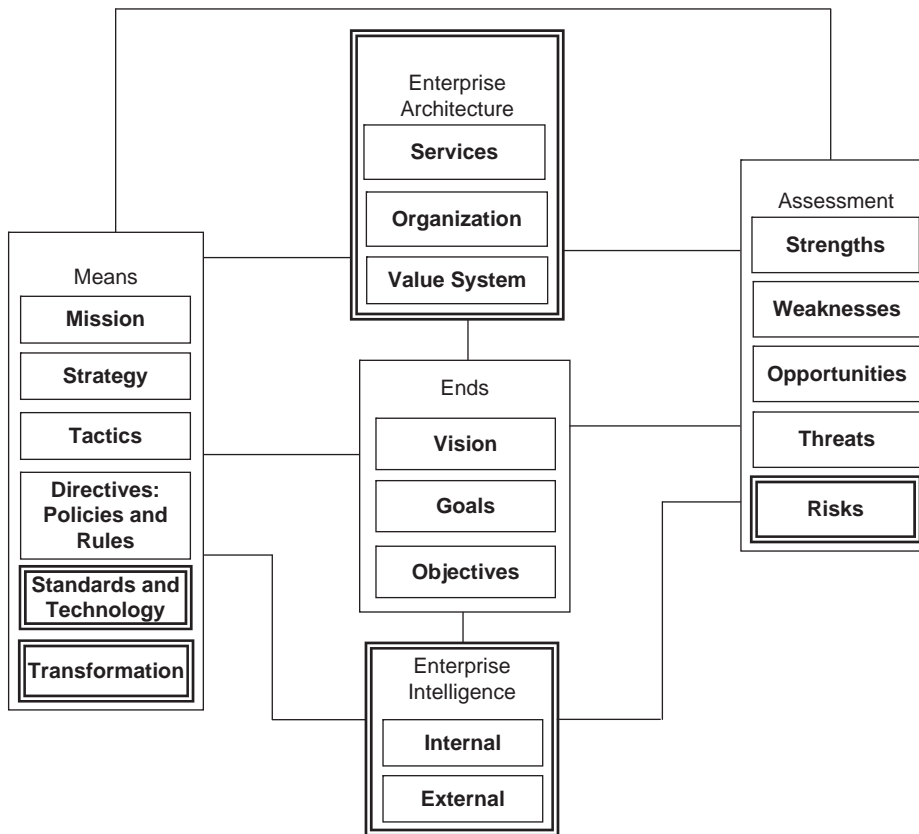 Enterprise
Architecture
Services
Organization
Value System
Means
Mission
Strategy
Tactics
Directives:
Policies and
Rules
Standards and
Technology
Transformation
Ends
Vision
Goals
Objectives
Enterprise
Intelligence
Internal
External
Assessment
Strengths
Weaknesses
Opportunities
Threats
Risks